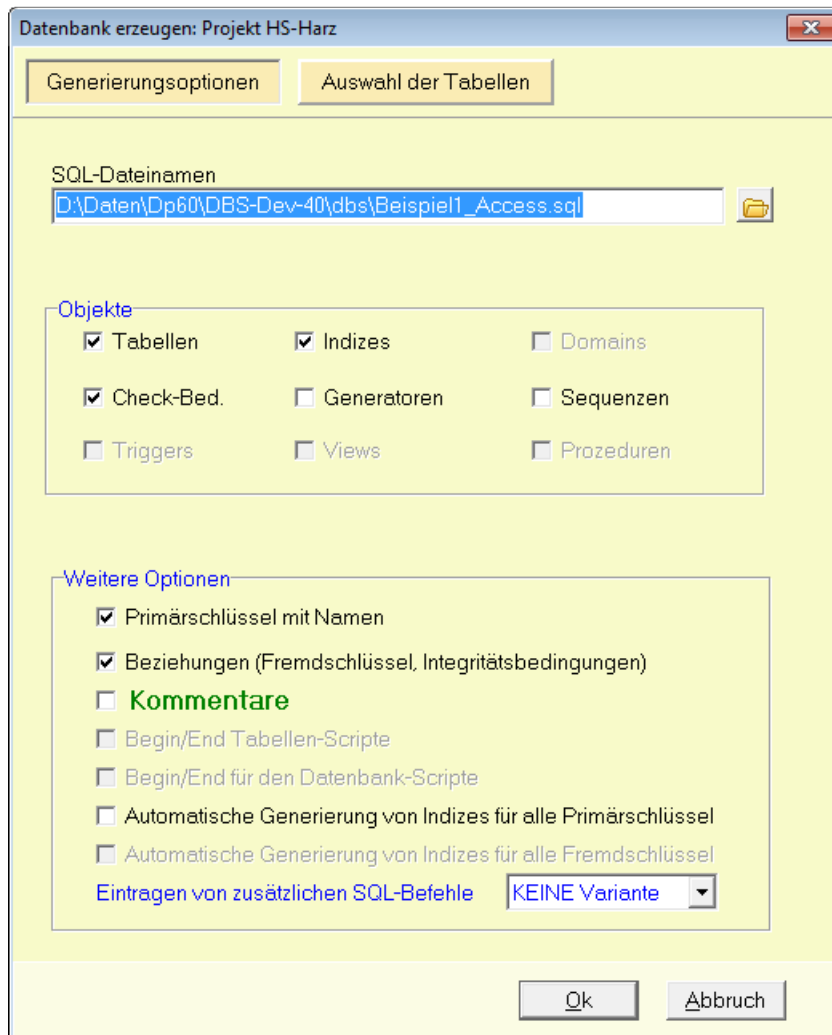 Datenbank erzeugen: Projekt HS-Harz
Generierungsoptionen Auswahl der Tabellen
SQL-Dateinamen
D:\Daten\Dp60\DBS-Dev-40\dbs\Beispiel1_Access.sql
Objekte
Tabellen Indizes Domains
Check-Bed. Generatoren Sequenzen
Triggers Views Prozeduren
Weitere Optionen
Primärschlüssel mit Namen
Beziehungen (Fremdschlüssel, Integritätsbedingungen)
Kommentare
Begin/End Tabellen-Scripte
Begin/End für den Datenbank-Scripte
Automatische Generierung von Indizes für alle Primärschlüssel
Automatische Generierung von Indizes für alle Fremdschlüssel
Eintragen von zusätzlichen SQL-Befehle KEINE Variante
Ok Abbruch